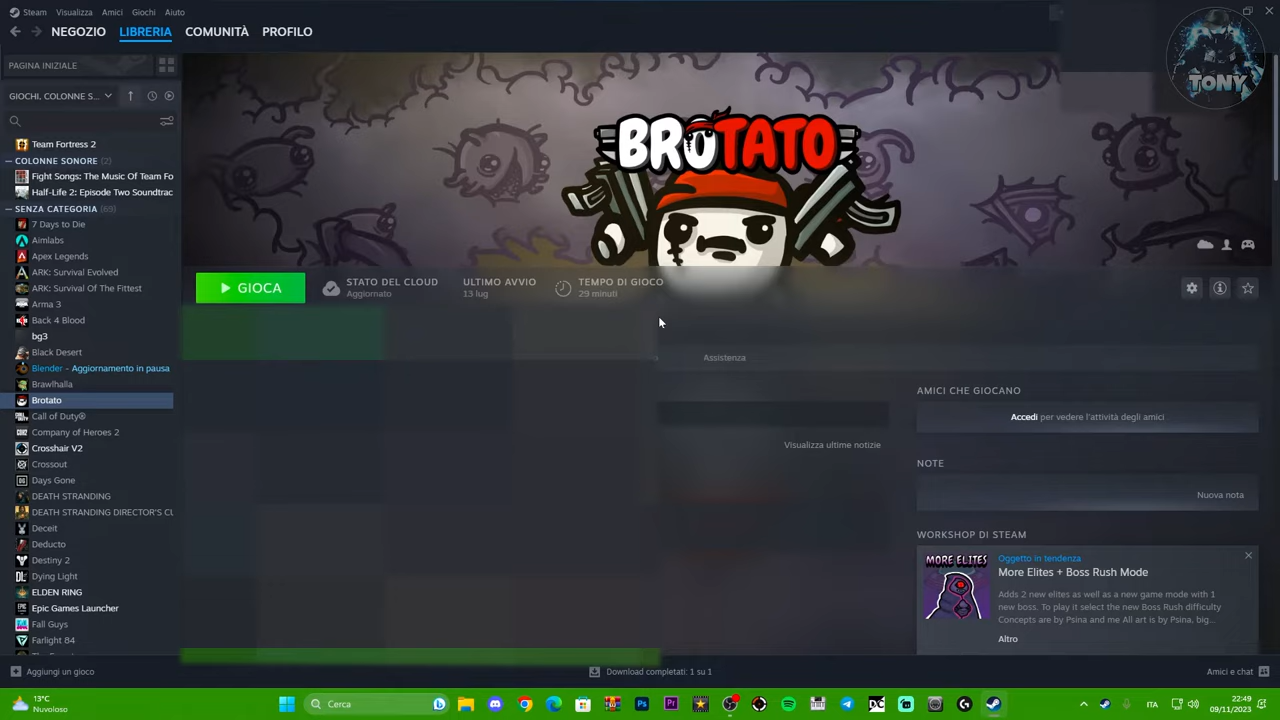 Steam Visualizza Amici Giochi Aiuto
NEGOZIO LIBRERIA COMUNITÀ PROFILO
TONY
PAGINA INIZIALE
GIOCHI, COLONNE S...
Team Fortress 2
COLONNE SONORE (2)
Fight Songs: The Music Of Team Fo
Half-Life 2: Episode Two Soundtrac
SENZA CATEGORIA (69)
7 Days to Die
Aimlabs
Apex Legends
ARK: Survival Evolved
ARK: Survival Of The Fittest
Arma 3
Back 4 Blood
bg3
Black Desert
Blender - Aggiornamento in pausa
Brawlhalla
Brotato
Call of Duty®
Company of Heroes 2
Crosshair V2
Crossout
Days Gone
DEATH STRANDING
DEATH STRANDING DIRECTOR'S CU
Deceit
Deducto
Destiny 2
Dying Light
ELDEN RING
Epic Games Launcher
Fall Guys
Farlight 84
BROTATO
GIOCA
STATO DEL CLOUD
Aggiornato
ULTIMO AVVIO
13 lug
TEMPO DI GIOCO
29 minuti
Assistenza
Visualizza ultime notizie
AMICI CHE GIOCANO
Accedi per vedere l'attività degli amici
NOTE
Nuova nota
WORKSHOP DI STEAM
MORE ELITES
Oggetto in tendenza
More Elites + Boss Rush Mode
Adds 2 new elites as well as a new game mode with 1
new boss. To play it select the new Boss Rush difficulty
Concepts are by Psina and me All art is by Psina, big...
Altro
Aggiungi un gioco
Download completati: 1 su 1
Amici e chat
13°C
Nuvoloso
Cerca
ITA
22:49
09/11/2023